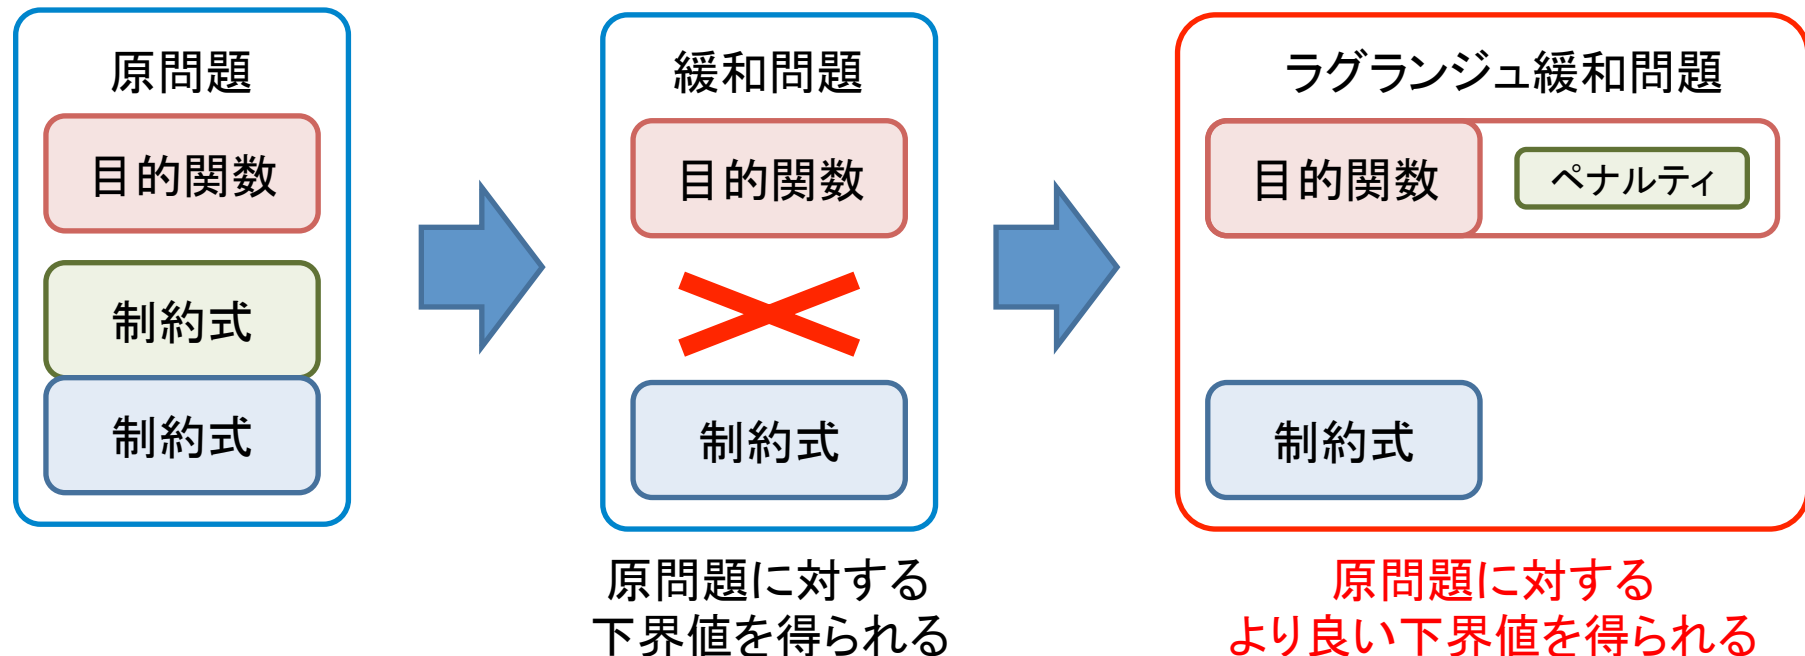 原問題
目的関数
制約式
制約式
緩和問題
目的関数
制約式
原問題に対する
下界値を得られる
ラグランジュ緩和問題
目的関数
ペナルティ
制約式
原問題に対する
より良い下界値を得られる